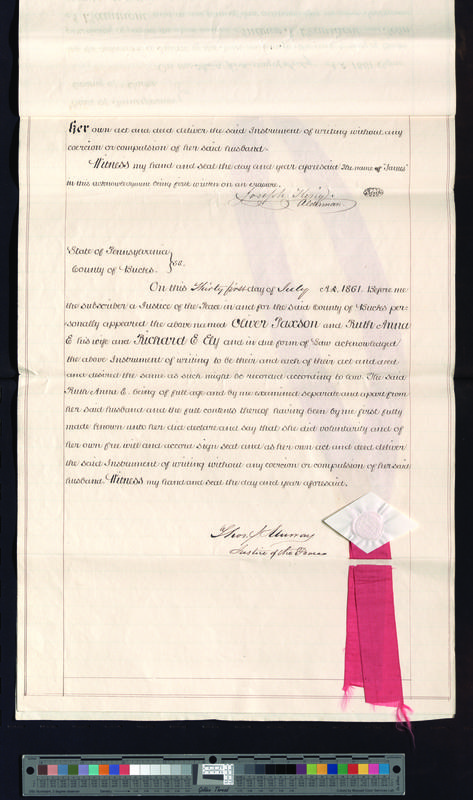 her own act and deed deliver the said Instrument of writing without any
coercion or compulsion of her said husband.
Witness my hand and seal the day and year aforesaid The name of "James"
in this acknowledgment being first written on an erasure.
Joseph
Alderman.
State of Pennsylvania
County of Bucks. } SS.
On this Thirty first day of July A.D. 1861. Before me
the subscriber a Justice of the Peace in and for the said County of Bucks per-
sonally appeared the above named Oliver Paxson and Ruth Anna
E his wife and Richard E Ely and in due form of Law acknowledged
the above Instrument of writing to be their and each of their act and deed
and desired the same as such might be recorded according to law. The said
Ruth Anna E. being of full age and by me examined separate and apart from
her said husband and the full contents thereof having been by me first fully
made known unto her did declare and say that she did voluntarily and of
her own free will and accord sign seal and as her own act and deed deliver
the said Instrument of writing without any coercion or compulsion of her said
husband. Witness my hand and seal the day and year aforesaid.
Thos. Murray
Justice of the Peace
Golden Thread